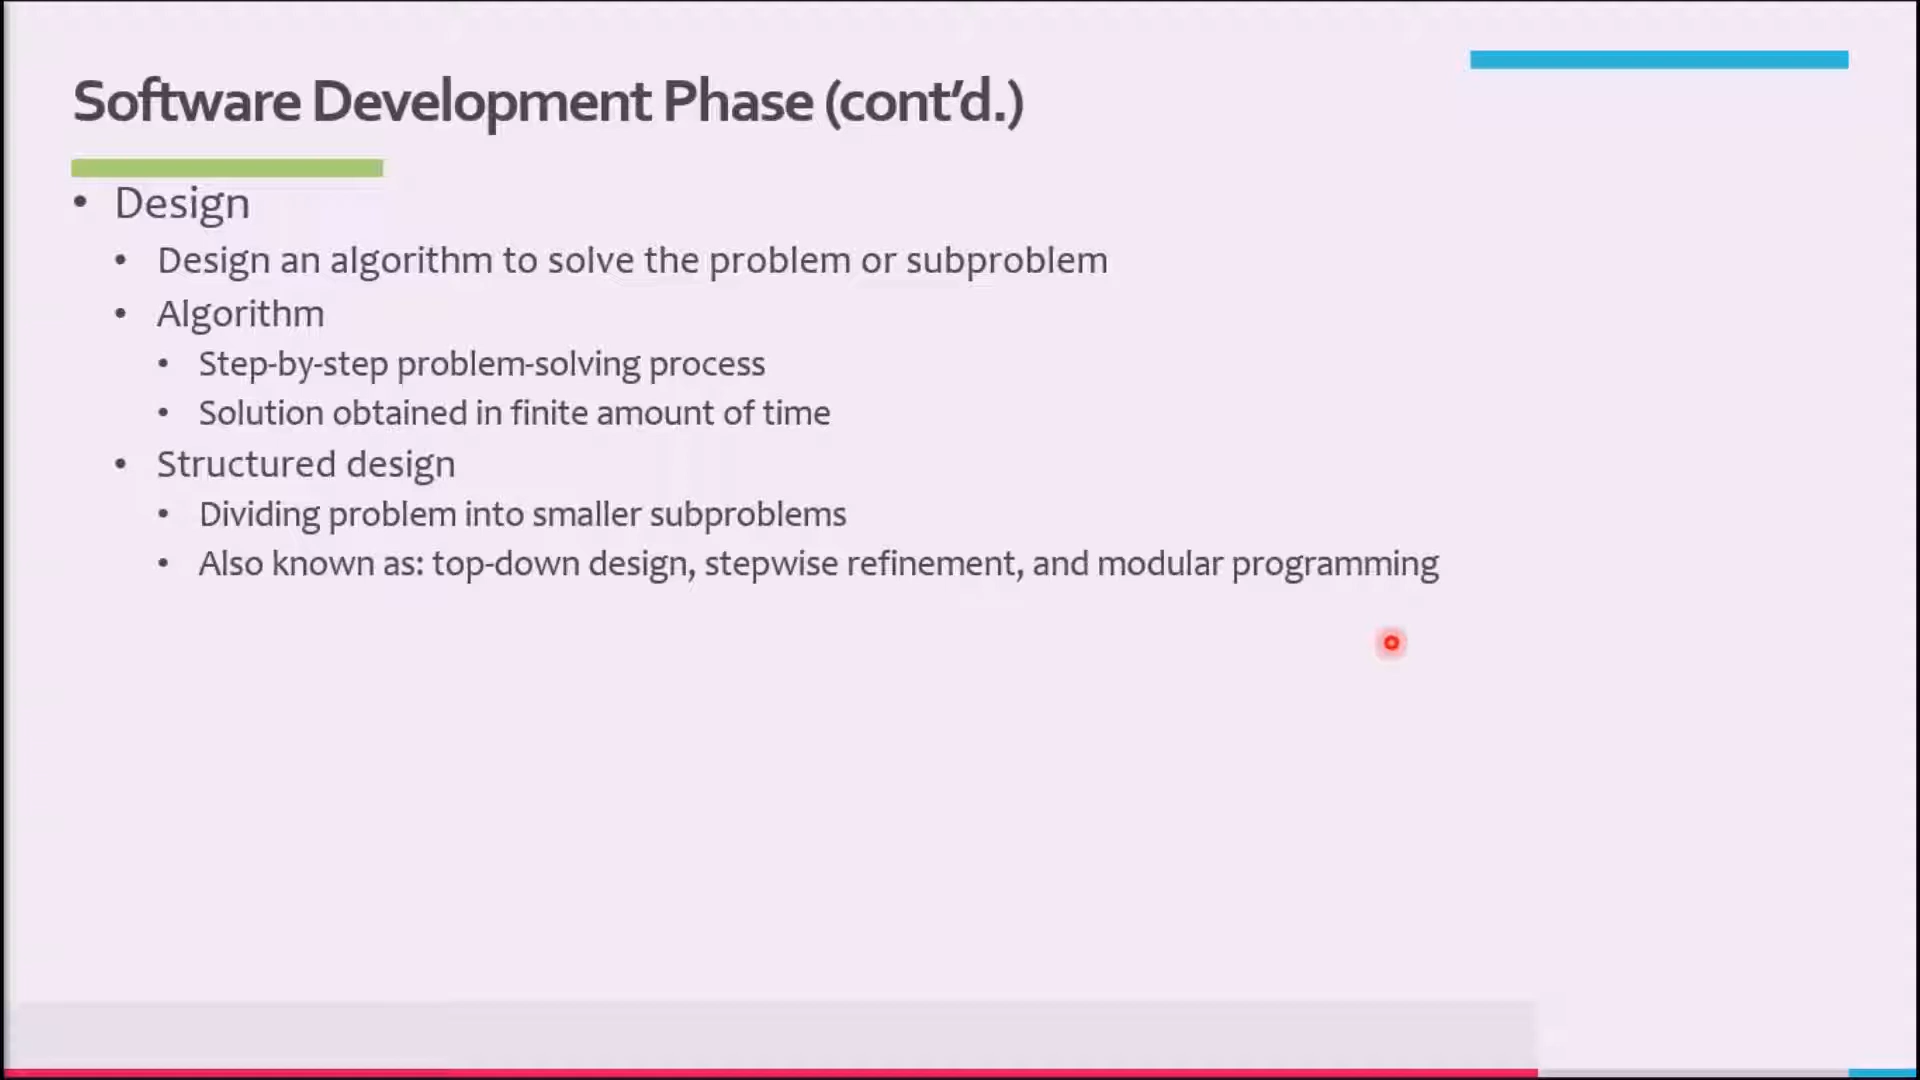 Software Development Phase (cont’d.)
• Design
• Design an algorithm to solve the problem or subproblem
• Algorithm
• Step-by-step problem-solving process
• Solution obtained in finite amount of time
• Structured design
• Dividing problem into smaller subproblems
• Also known as: top-down design, stepwise refinement, and modular programming